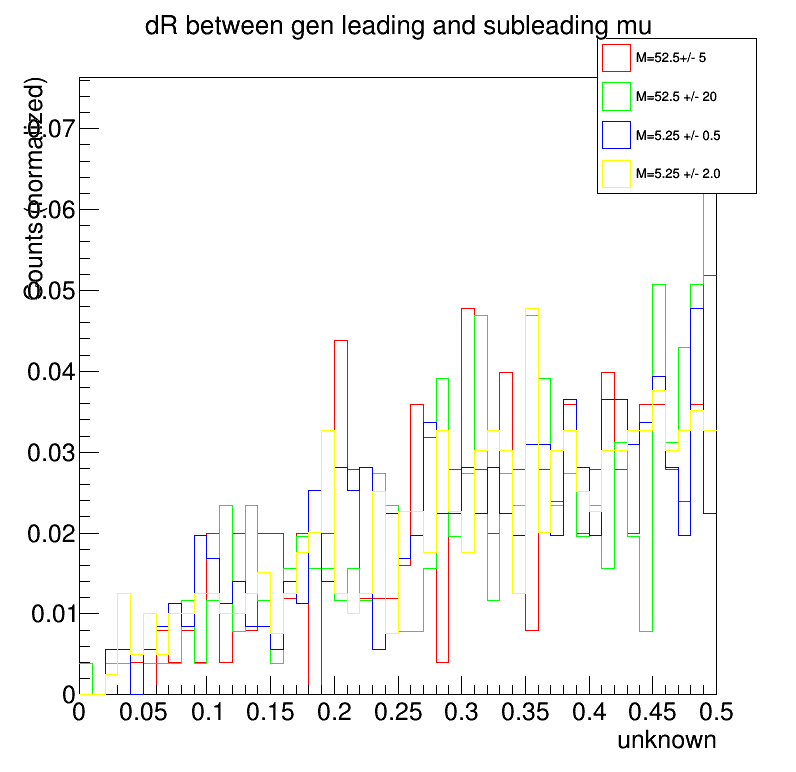 dR between gen leading and subleading mu
M=52.5+/- 5
M=52.5 +/- 20
M=5.25 +/- 0.5
M=5.25 +/- 2.0
Counts (normalized)
0.07
0.06
0.05
0.04
0.03
0.02
0.01
0
0 0.05 0.1 0.15 0.2 0.25 0.3 0.35 0.4 0.45 0.5
unknown